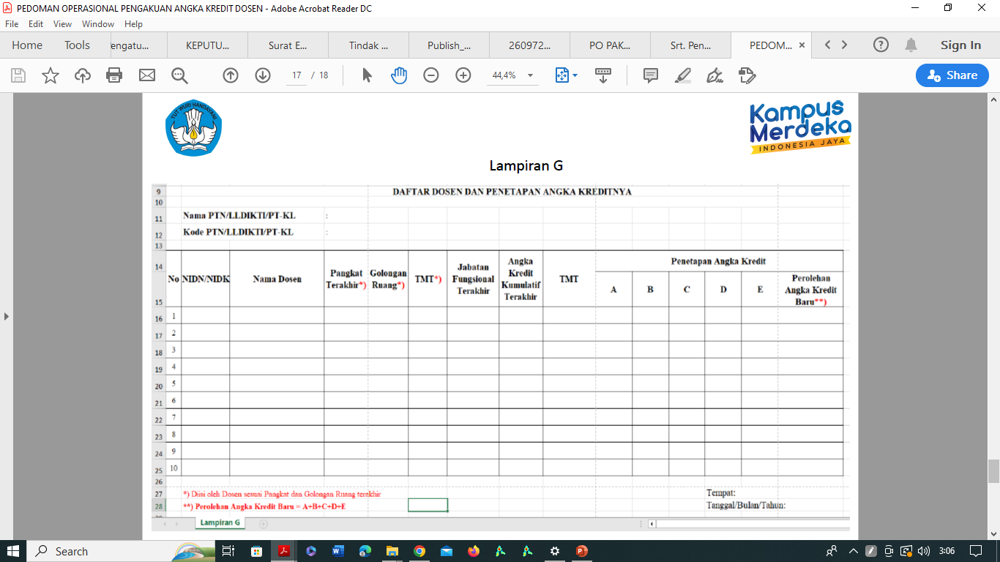 PEDOMAN OPERASIONAL PENGAKUAN ANGKA KREDIT DOSEN - Adobe Acrobat Reader DC
File Edit View Window Help
Home Tools engatu... KEPUTU... Surat E... Tindak ... Publish_... 260972... PO PAK... Srt. Pen... PEDOM... × Sign In
17 / 18 44,4% Share
TUT WURI HANDAYANI
Kampus
Merdeka
INDONESIA JAYA
Lampiran G
9 DAFTAR DOSEN DAN PENETAPAN ANGKA KREDITNYA
10
11 Nama PTN/LLDIKTI/PT-KL :
12 Kode PTN/LLDIKTI/PT-KL :
13
14 Penetapan Angka Kredit
15 No NIDN/NIDK Nama Dosen Pangkat Terakhir*) Golongan Ruang*) TMT*) Jabatan Fungsional Terakhir Angka Kredit Kumulatif Terakhir TMT A B C D E Perolehan Angka Kredit Baru**)
16 1
17 2
18 3
19 4
20 5
21 6
22 7
23 8
24 9
25 10
26
27 *) Diisi oleh Dosen sesuai Pangkat dan Golongan Ruang terakhir Tempat:
28 **) Perolehan Angka Kredit Baru = A+B+C+D+E Tanggal/Bulan/Tahun:
Lampiran G
Search 3:06